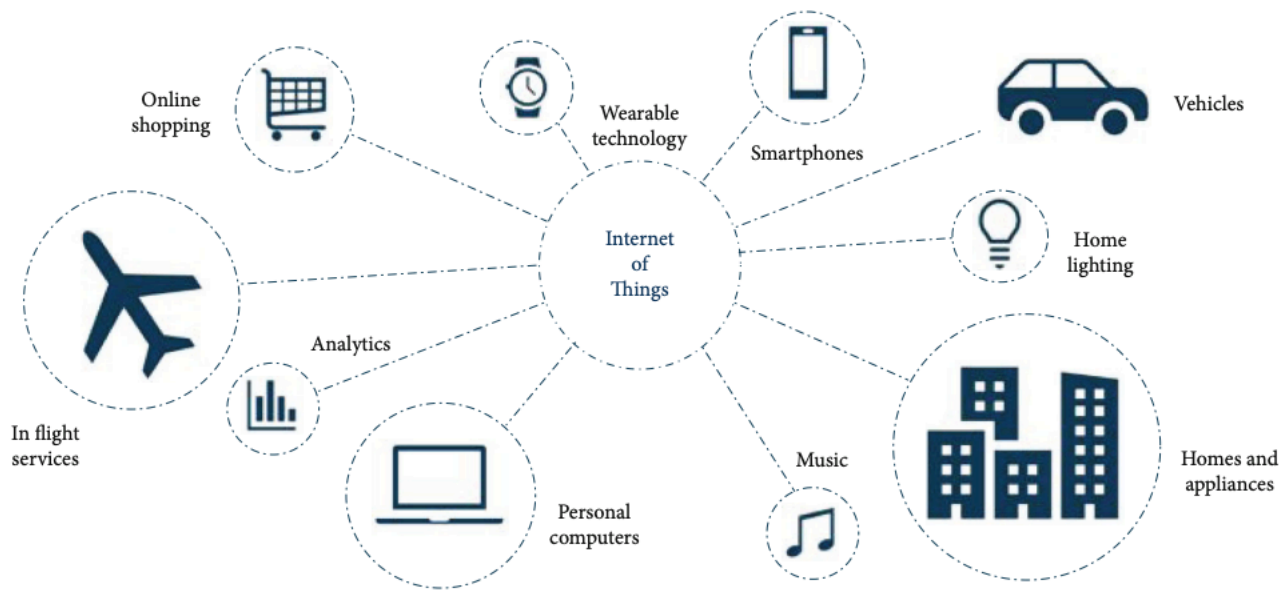 Online
shopping
Wearable
technology
Smartphones
Vehicles
Internet
of
Things
Home
lighting
Analytics
In flight
services
Personal
computers
Music
Homes and
appliances